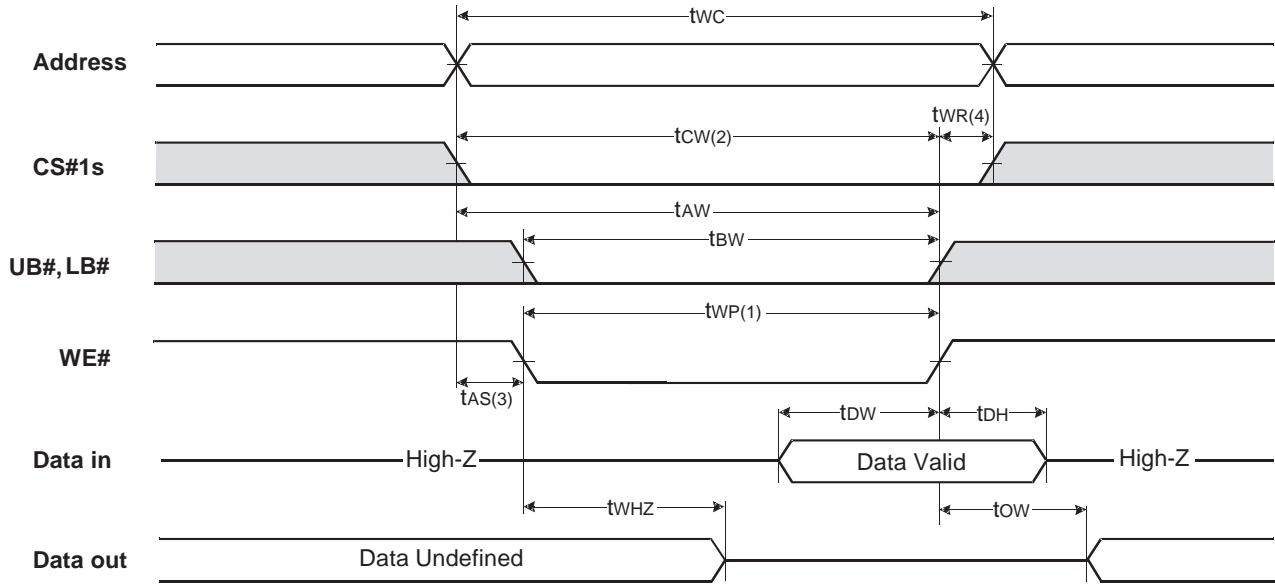 tWC
Address
tWR(4)
tCW(2)
CS#1s
tAW
tBW
UB#, LB#
tWP(1)
WE#
tAS(3)
tDW
tDH
Data in
High-Z
Data Valid
High-Z
tWHZ
tOW
Data out
Data Undefined